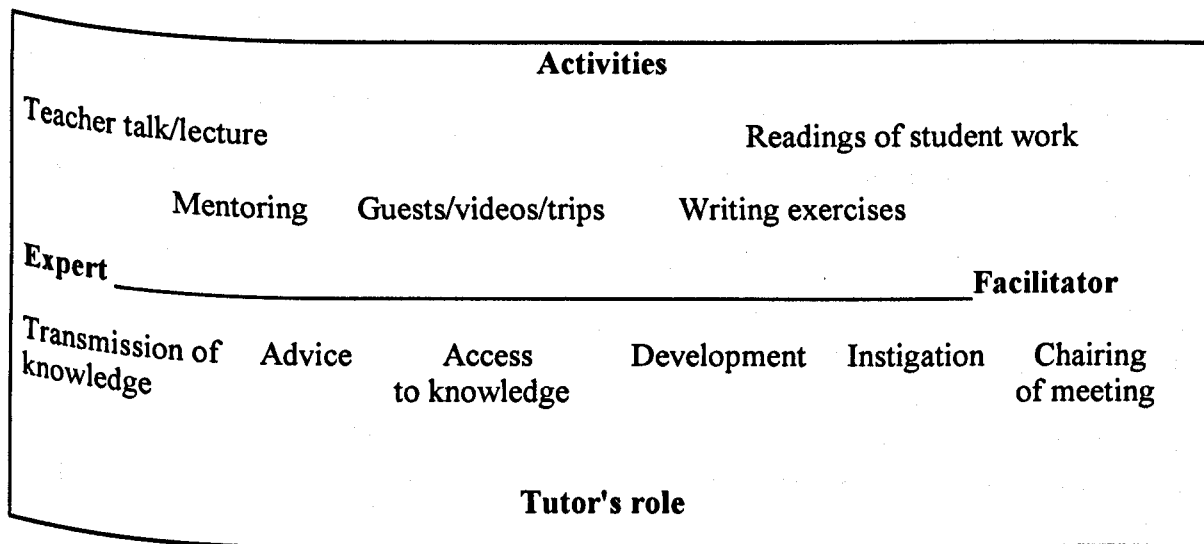 Activities
Teacher talk/lecture Readings of student work
Mentoring Guests/videos/trips Writing exercises
Expert Facilitator
Transmission of Advice Access Development Instigation Chairing
knowledge to knowledge of meeting
Tutor's role